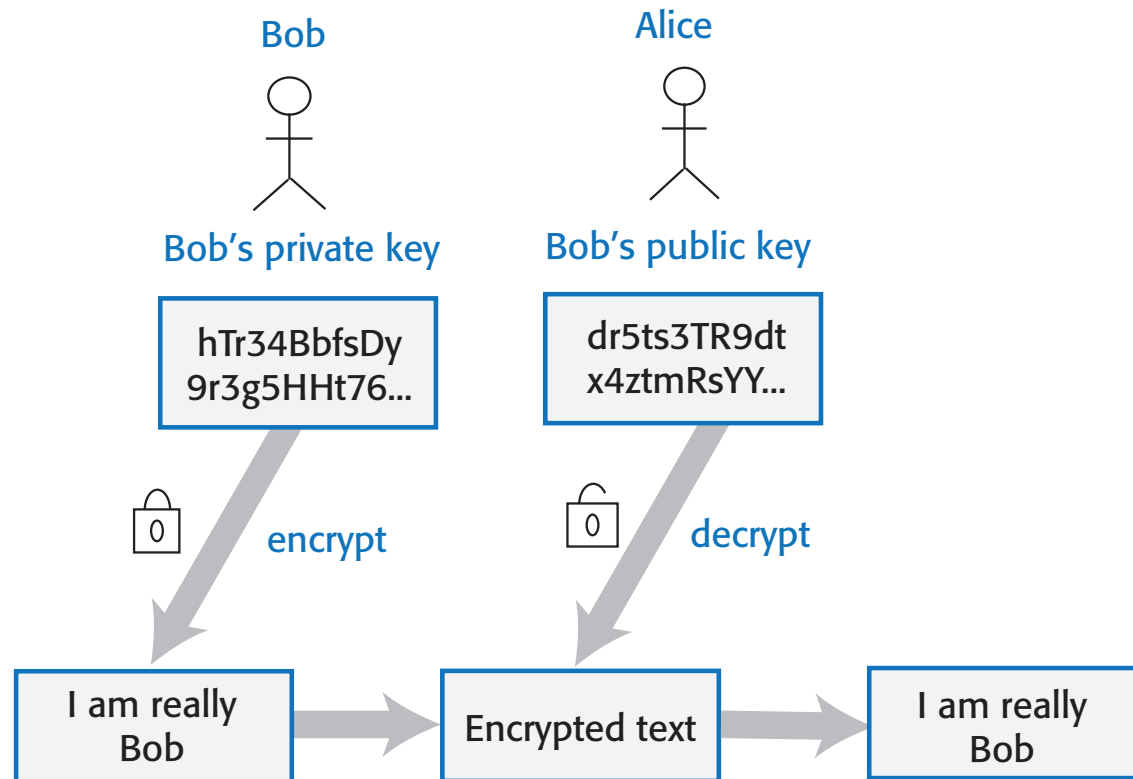 Bob
Alice
Bob’s private key
Bob’s public key
hTr34BbfsDy
9r3g5HHt76...
dr5ts3TR9dt
x4ztmRsYY...
encrypt
decrypt
I am really
Bob
Encrypted text
I am really
Bob